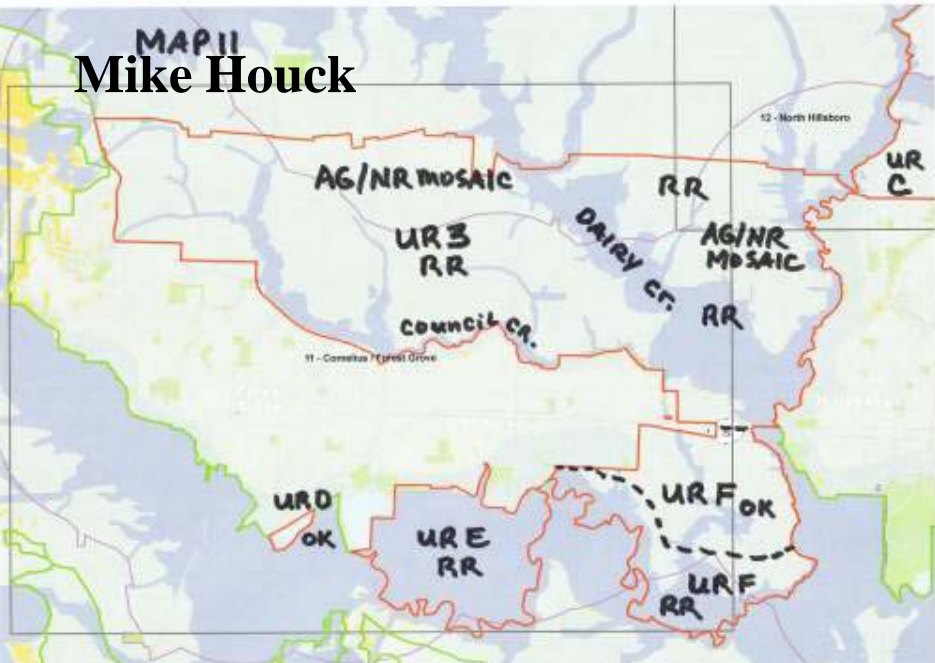 MAP 11
Mike Houck
12 - North Hillsboro
UR
C
AG/NR MOSAIC
RR
UR3
RR
DAIRY CR.
AG/NR
MOSAIC
RR
COUNCIL CR.
11 - Cornelius / Forest Grove
URD
OK
URE
RR
URF OK
URF
RR